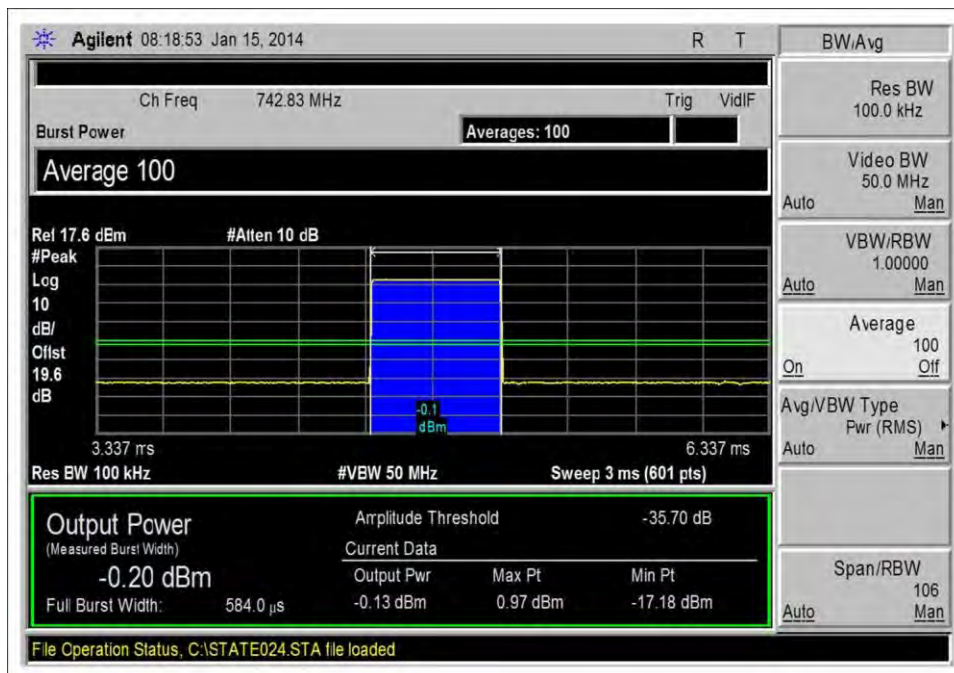 Agilent 08:18:53 Jan 15, 2014 R T
BW/Avg
Ch Freq 742.83 MHz Trig VidIF
Burst Power Averages: 100
Average 100
Ref 17.6 dBm #Atten 10 dB
#Peak
Log
10
dB/
Offst
19.6
dB
-0.1
dBm
3.337 ms 6.337 ms
Res BW 100 kHz #VBW 50 MHz Sweep 3 ms (601 pts)
Output Power Amplitude Threshold -35.70 dB
(Measured Burst Width) Current Data
-0.20 dBm Output Pwr Max Pt Min Pt
Full Burst Width: 584.0 µs -0.13 dBm 0.97 dBm -17.18 dBm
File Operation Status, C:\STATE024.STA file loaded
Res BW
100.0 kHz
Video BW
50.0 MHz
Auto Man
VBW/RBW
1.00000
Auto Man
Average
100
On Off
Avg/VBW Type
Pwr (RMS)
Auto Man
Span/RBW
106
Auto Man